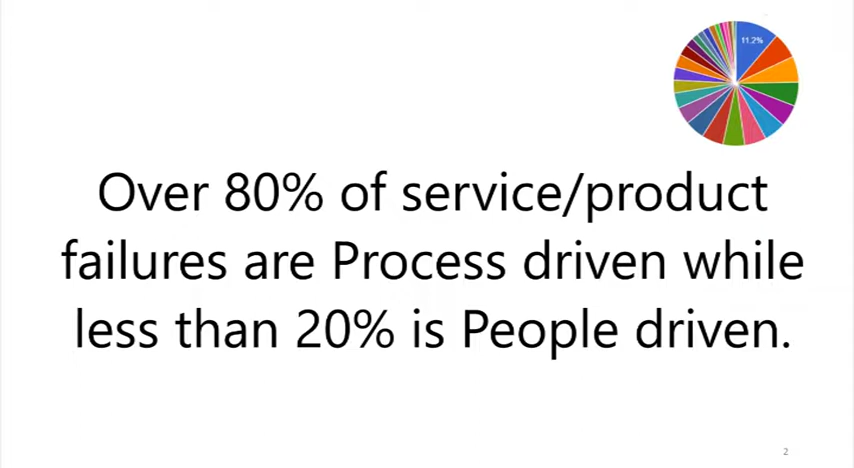 11.2%
Over 80% of service/product
failures are Process driven while
less than 20% is People driven.
2